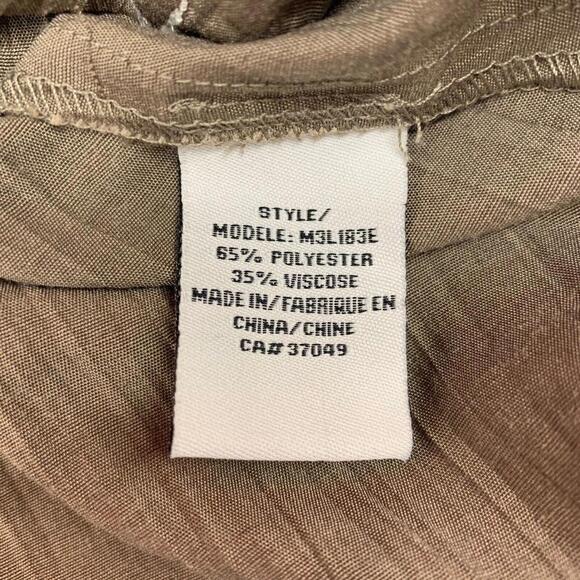 STYLE/
MODELE: M3L183E
65% POLYESTER
35% VISCOSE
MADE IN/FABRIQUE EN
CHINA/CHINE
CA# 37049